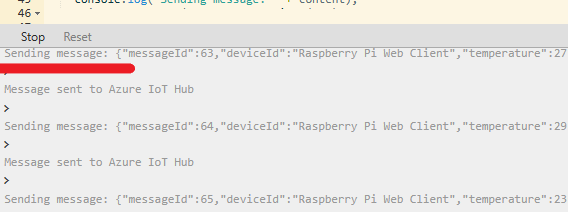 console.log('Sending message: ' + content);
46
Stop Reset
Sending message: {"messageId":63,"deviceId":"Raspberry Pi Web Client","temperature":27
>
Message sent to Azure IoT Hub
>
Sending message: {"messageId":64,"deviceId":"Raspberry Pi Web Client","temperature":29
>
Message sent to Azure IoT Hub
>
Sending message: {"messageId":65,"deviceId":"Raspberry Pi Web Client","temperature":23